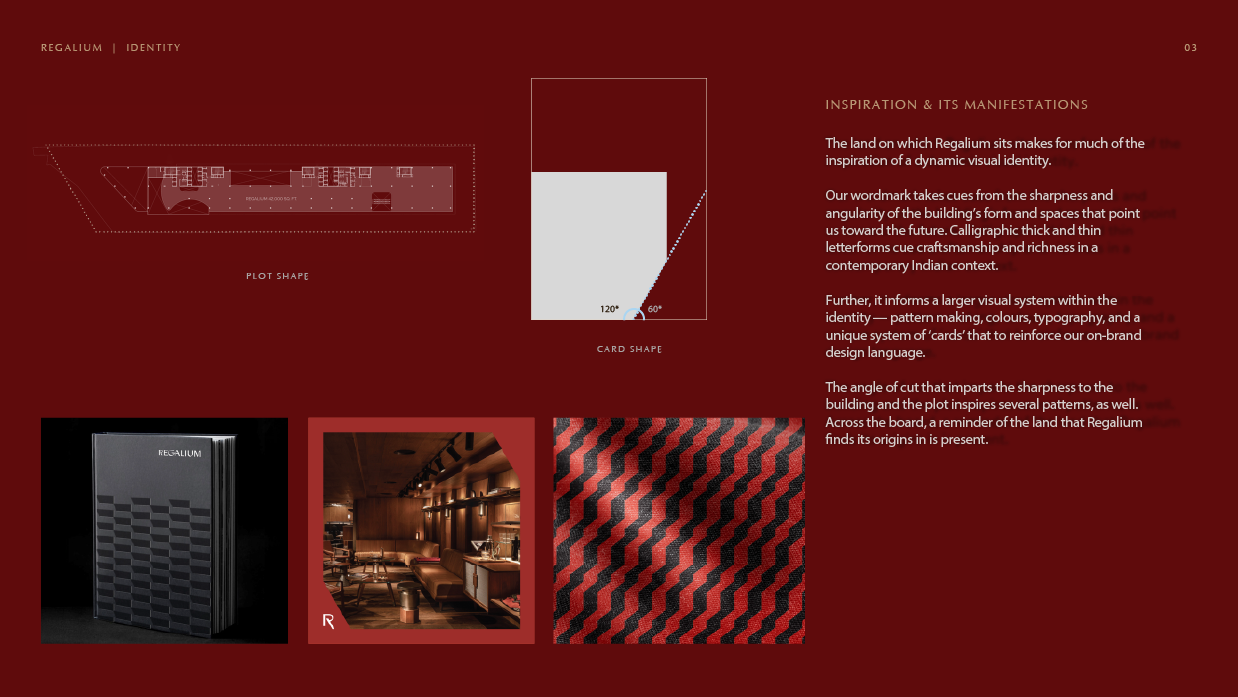 REGALIUM | IDENTITY
03
INSPIRATION & ITS MANIFESTATIONS
The land on which Regalium sits makes for much of the
inspiration of a dynamic visual identity.
Our wordmark takes cues from the sharpness and
angularity of the building's form and spaces that point
us toward the future. Calligraphic thick and thin
letterforms cue craftsmanship and richness in a
contemporary Indian context.
Further, it informs a larger visual system within the
identity — pattern making, colours, typography, and a
unique system of 'cards' that to reinforce our on-brand
design language.
The angle of cut that imparts the sharpness to the
building and the plot inspires several patterns, as well.
Across the board, a reminder of the land that Regalium
finds its origins in is present.
PLOT SHAPE
120°
60°
CARD SHAPE
REGALIUM
R